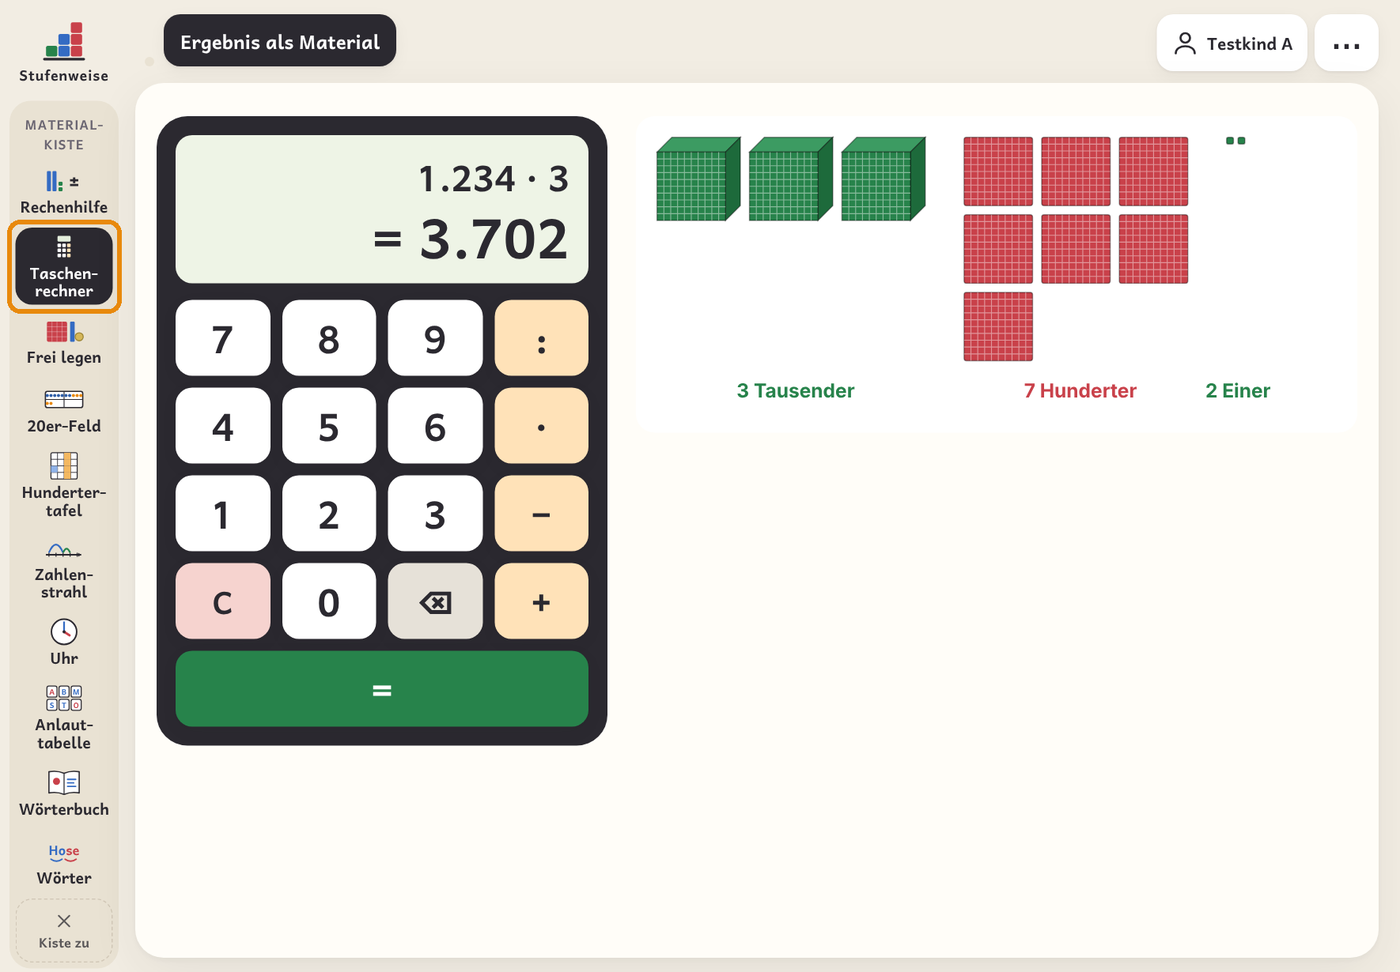 Stufenweise
Ergebnis als Material
Testkind A
...
MATERIAL-
KISTE
±
Rechenhilfe
Taschen-
rechner
Frei legen
20er-Feld
Hunderter-
tafel
Zahlen-
strahl
Uhr
A B M
S T O
Anlaut-
tabelle
Wörterbuch
Hose
Wörter
Kiste zu
1.234 · 3
= 3.702
7 8 9 :
4 5 6 ·
1 2 3 −
C 0 +
=
3 Tausender
7 Hunderter
2 Einer